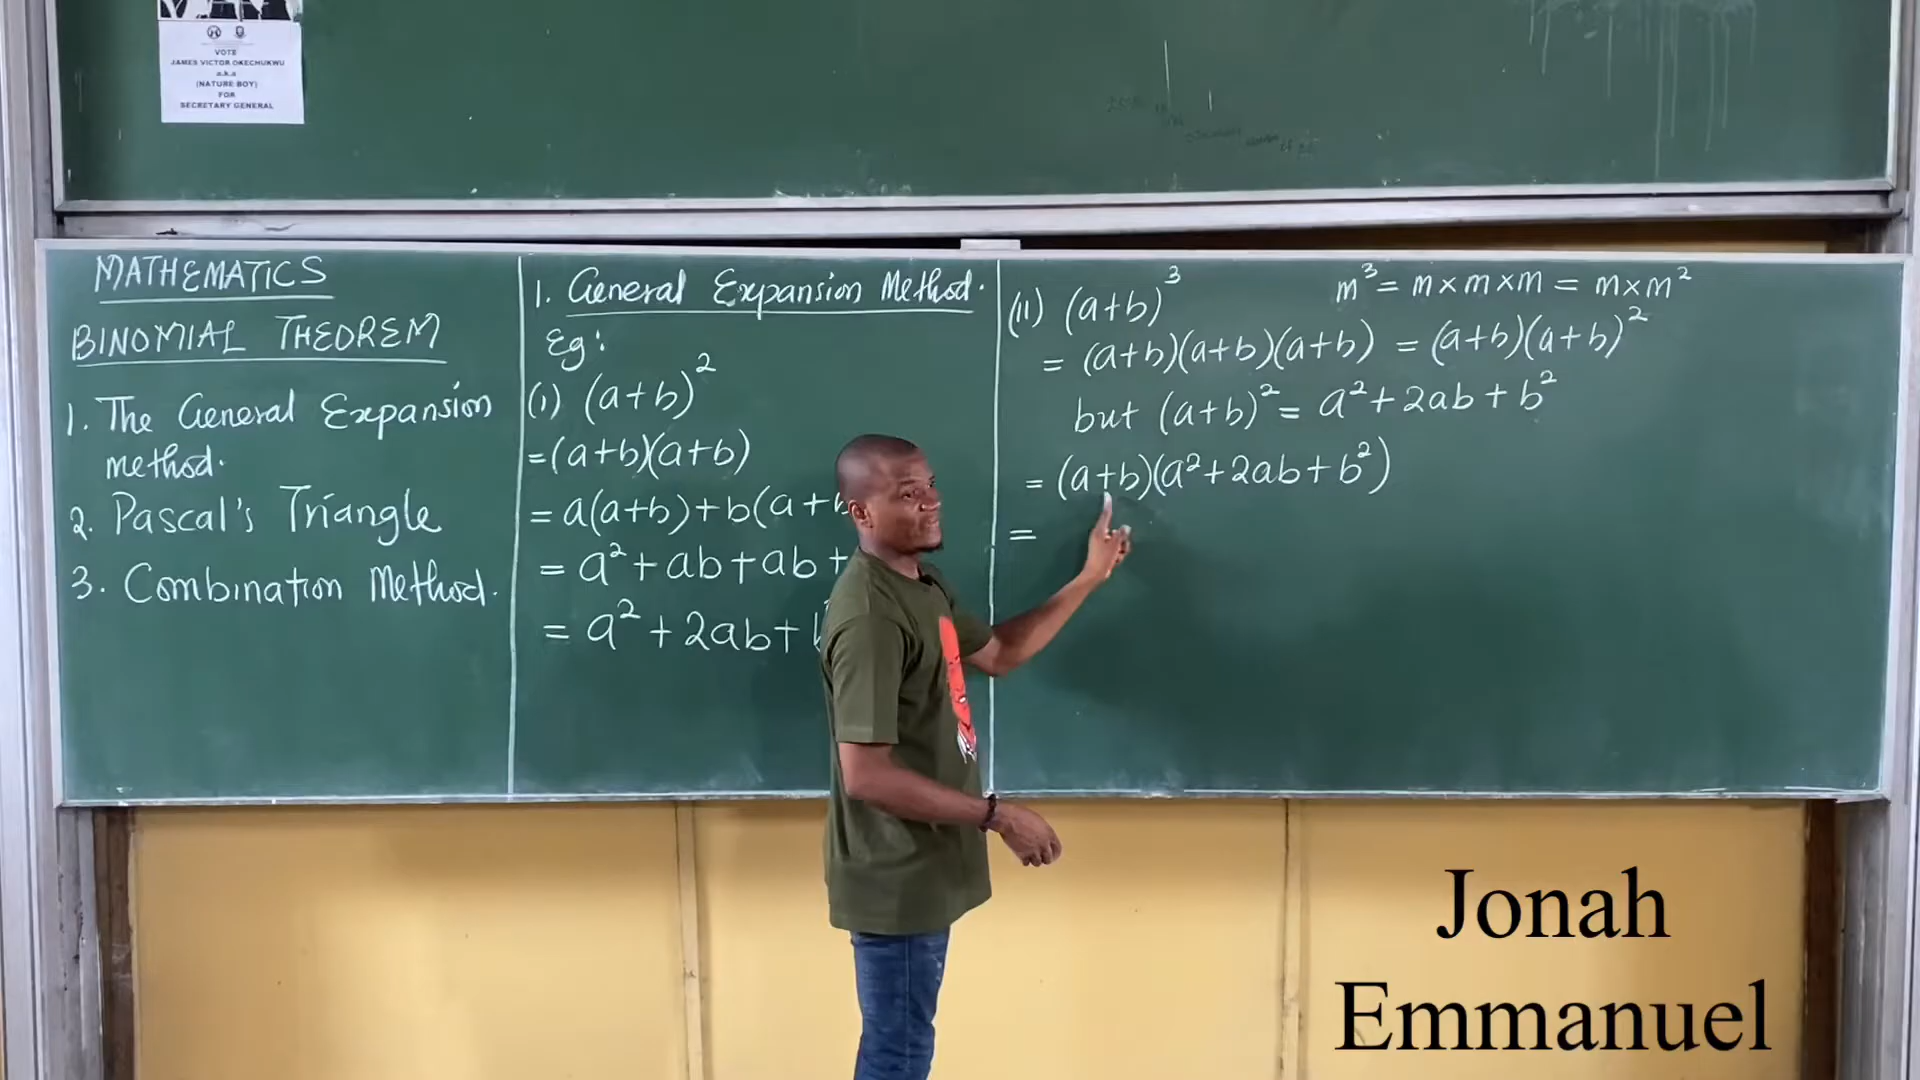 VOTE
JAMES VICTOR OKECHUKWU
a.k.a
(NATURE BOY)
FOR
SECRETARY GENERAL
MATHEMATICS
BINOMIAL THEOREM
1. The General Expansion
method.
2. Pascal's Triangle
3. Combination Method.
1. General Expansion Method.
Eg:
(i) (a+b)²
=(a+b)(a+b)
= a(a+b)+b(a+b
= a²+ab+ab+
= a²+2ab+b
(ii) (a+b)³
m³ = m×m×m = m×m²
= (a+b)(a+b)(a+b) = (a+b)(a+b)²
but (a+b)² = a²+2ab+b²
= (a+b)(a²+2ab+b²)
=
Jonah
Emmanuel